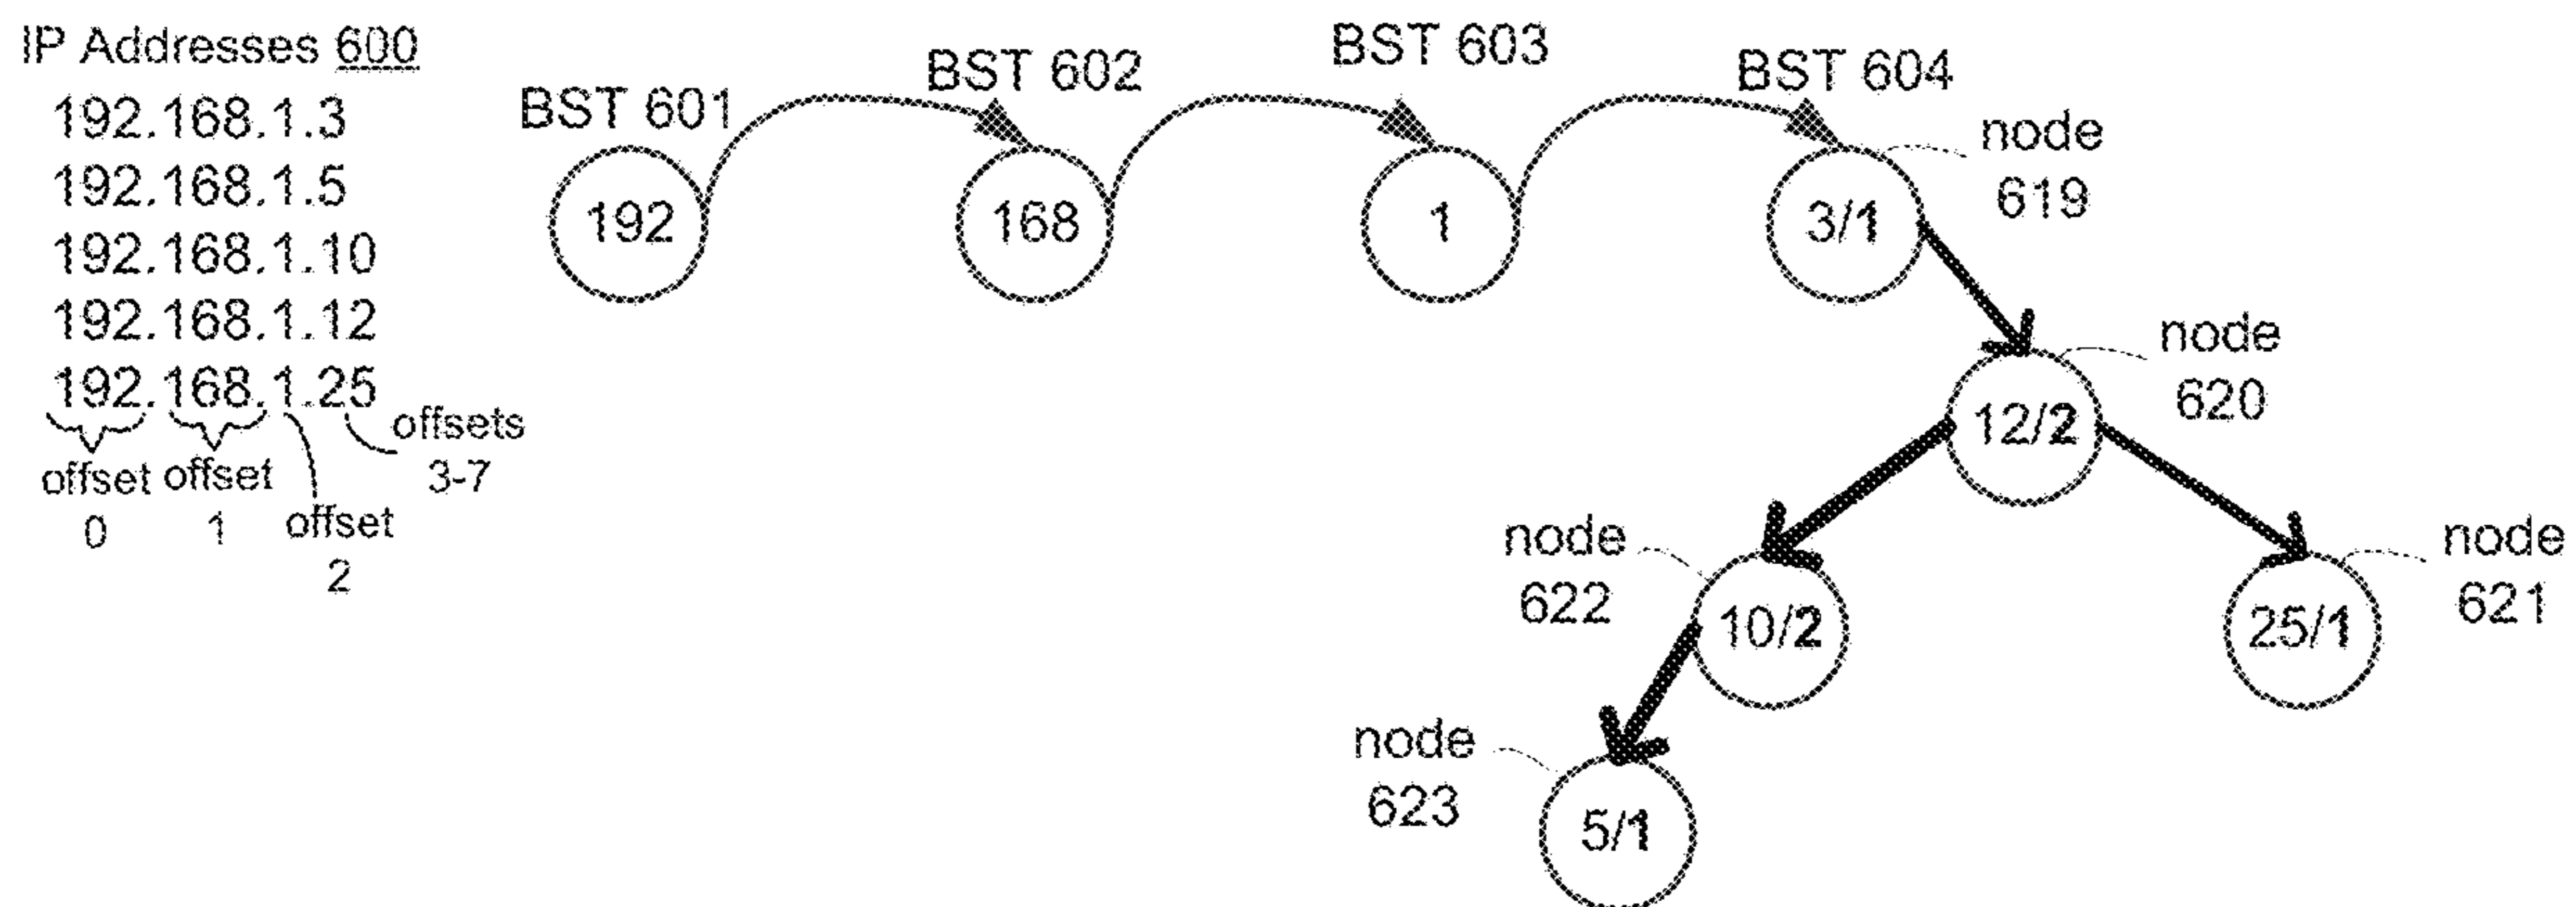 IP Addresses 600
192.168.1.3
192.168.1.5
192.168.1.10
192.168.1.12
192.168.1.25
offset
0
offset
1
offset
2
offsets
3-7
BST 601
192
BST 602
168
BST 603
1
BST 604
3/1
node
619
12/2
node
620
node
622
10/2
25/1
node
621
node
623
5/1